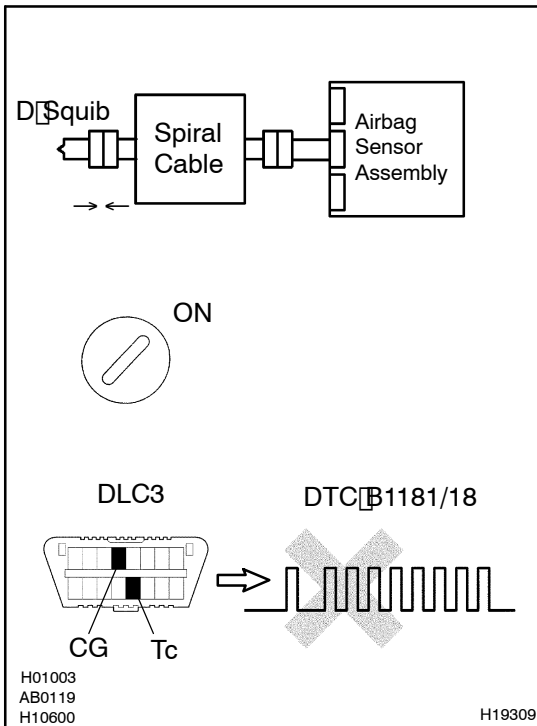 D Squib
Spiral
Cable
Airbag
Sensor
Assembly
ON
DLC3
DTC B1181/18
CG
Tc
H01003
AB0119
H10600
H19309